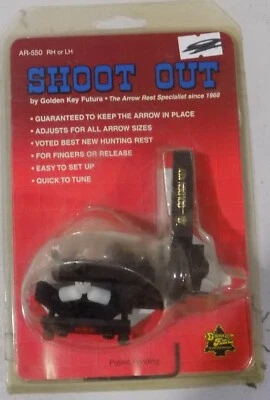 AR-550 RH or LH
SHOOT OUT
by Golden Key Futura • The Arrow Rest Specialist since 1968
• GUARANTEED TO KEEP THE ARROW IN PLACE
• ADJUSTS FOR ALL ARROW SIZES
• VOTED BEST NEW HUNTING REST
• FOR FINGERS OR RELEASE
• EASY TO SET UP
• QUICK TO TUNE
Patent Pending